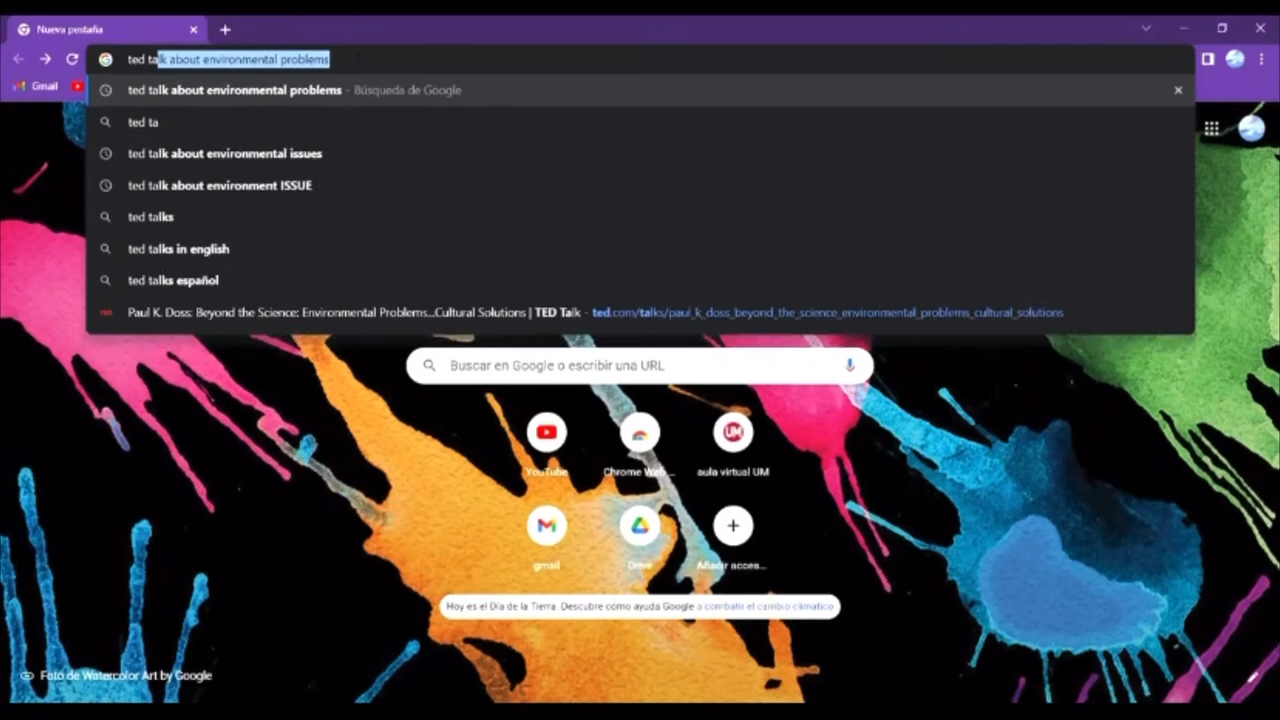 Nueva pestaña
ted talk about environmental problems
Gmail
ted talk about environmental problems - Búsqueda de Google
ted ta
ted talk about environmental issues
ted talk about environment ISSUE
ted talks
ted talks in english
ted talks español
TED Paul K. Doss: Beyond the Science: Environmental Problems...Cultural Solutions | TED Talk - ted.com/talks/paul_k_doss_beyond_the_science_environmental_problems_cultural_solutions
Buscar en Google o escribir una URL
UM
YouTube Chrome Web ... aula virtual UM
gmail Drive Añadir acces...
Hoy es el Día de la Tierra. Descubre cómo ayuda Google a combatir el cambio climático
Foto de Watercolor Art by Google